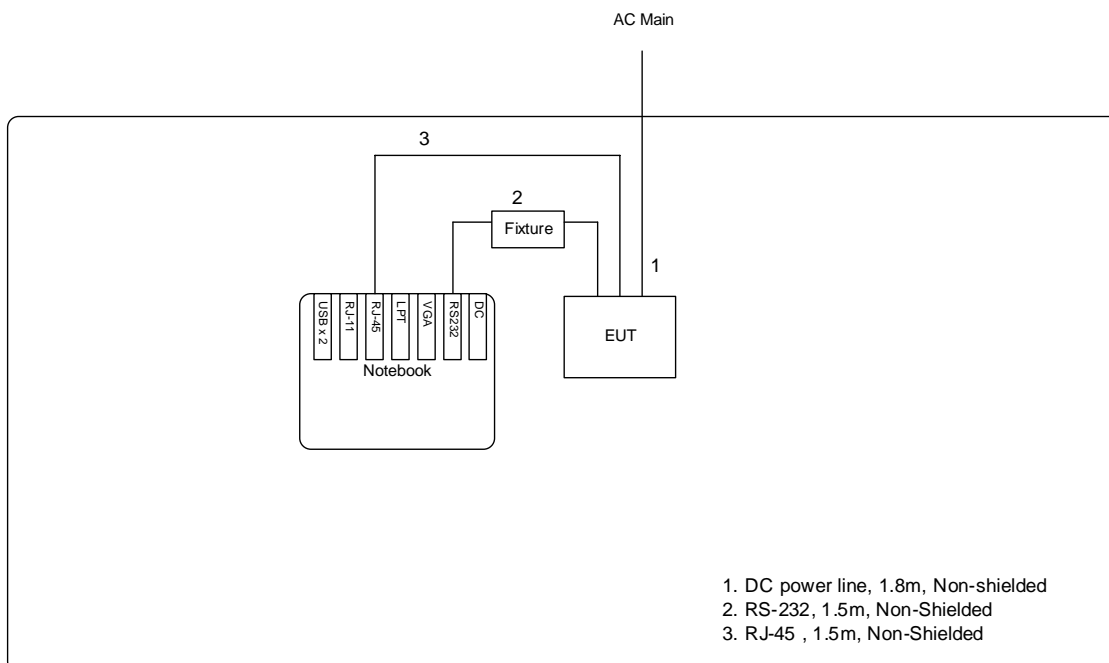 AC Main
3
2
Fixture
1
USB x 2
RJ-11
RJ-45
LPT
VGA
RS232
DC
EUT
Notebook
1. DC power line, 1.8m, Non-shielded
2. RS-232, 1.5m, Non-Shielded
3. RJ-45 , 1.5m, Non-Shielded